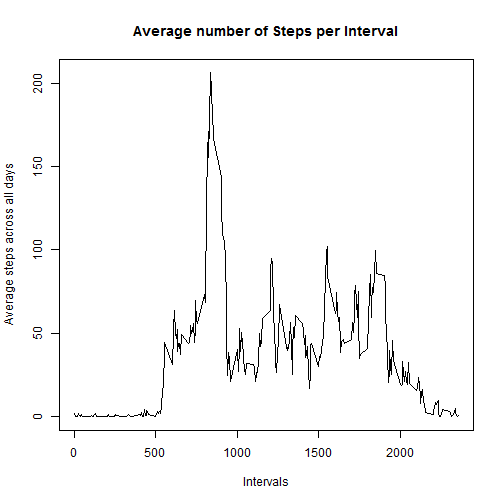 Average number of Steps per Interval
Average steps across all days
200
150
100
50
0
0 500 1000 1500 2000
Intervals